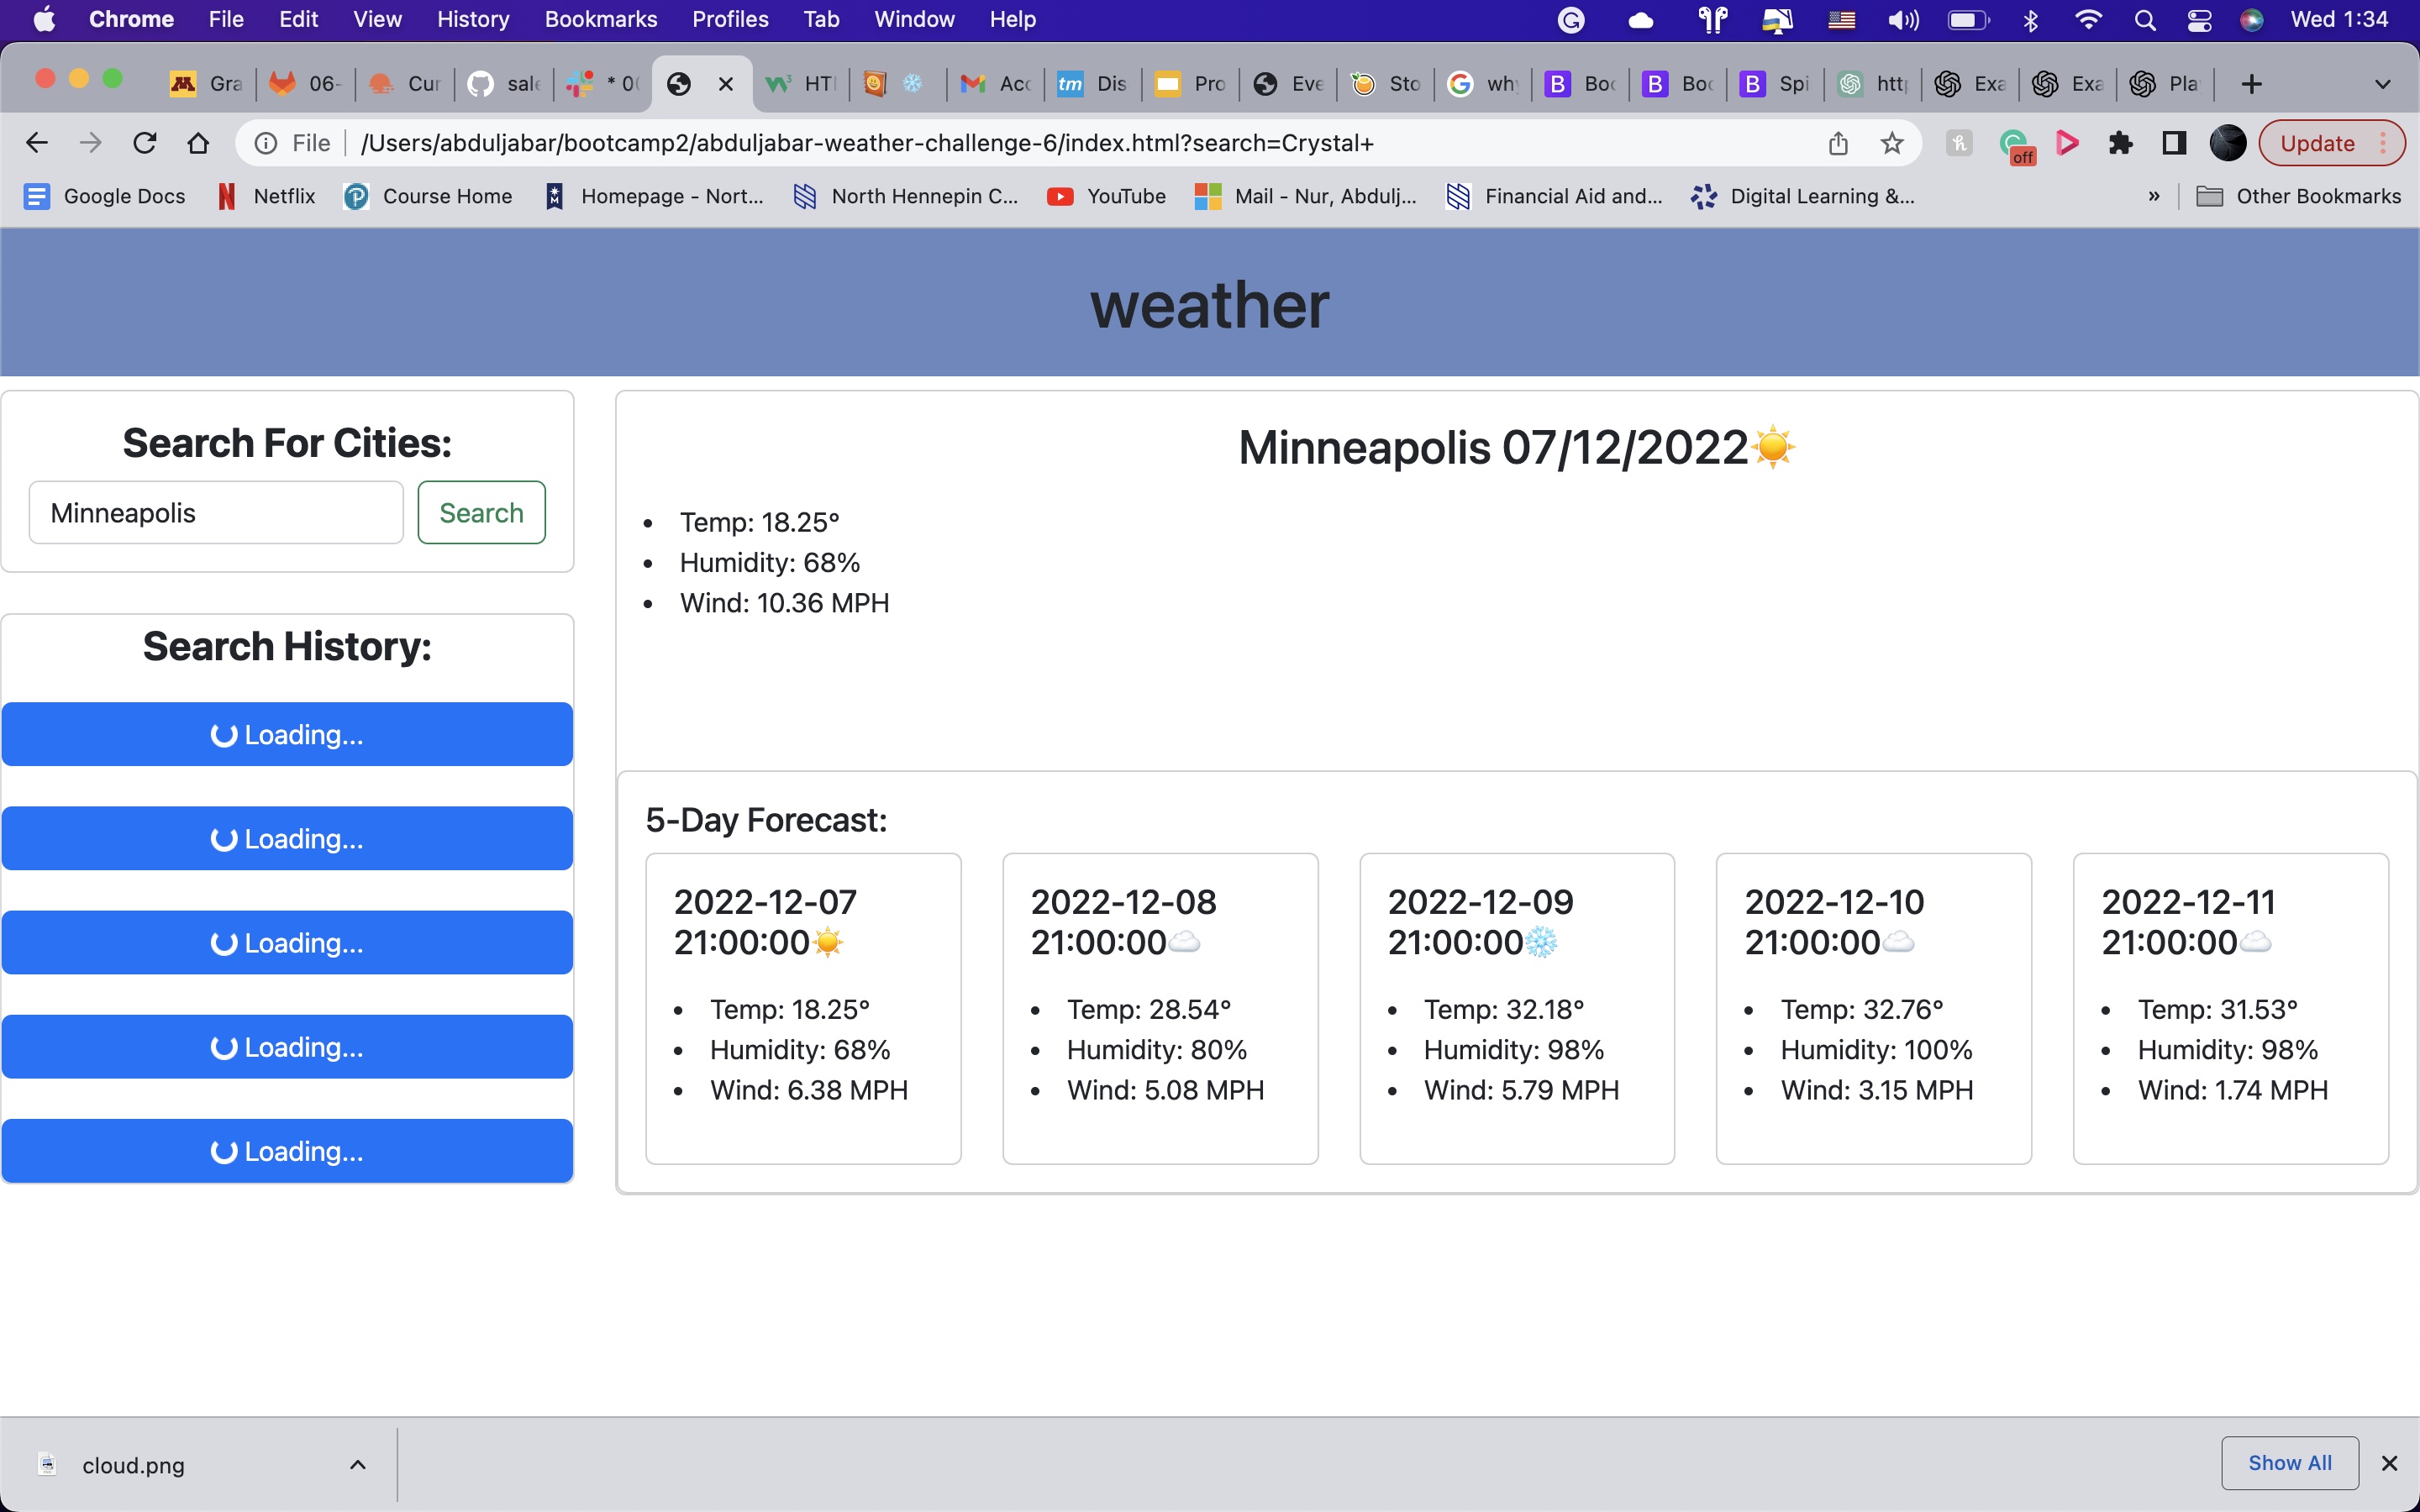 Chrome File Edit View History Bookmarks Profiles Tab Window Help Wed 1:34
Gra 06- Cur sale * 0( HTI Acc Dis Pro Eve Sto why Boo Boo Spi http Exa Exa Pla
File /Users/abduljabar/bootcamp2/abduljabar-weather-challenge-6/index.html?search=Crystal+ off Update
Google Docs Netflix Course Home Homepage - Nort... North Hennepin C... YouTube Mail - Nur, Abdulj... Financial Aid and... Digital Learning &... » Other Bookmarks
weather
Search For Cities:
Minneapolis Search
Search History:
Loading...
Loading...
Loading...
Loading...
Loading...
Minneapolis 07/12/2022☀️
• Temp: 18.25°
• Humidity: 68%
• Wind: 10.36 MPH
5-Day Forecast:
2022-12-07
21:00:00☀️
• Temp: 18.25°
• Humidity: 68%
• Wind: 6.38 MPH
2022-12-08
21:00:00☁️
• Temp: 28.54°
• Humidity: 80%
• Wind: 5.08 MPH
2022-12-09
21:00:00❄️
• Temp: 32.18°
• Humidity: 98%
• Wind: 5.79 MPH
2022-12-10
21:00:00☁️
• Temp: 32.76°
• Humidity: 100%
• Wind: 3.15 MPH
2022-12-11
21:00:00☁️
• Temp: 31.53°
• Humidity: 98%
• Wind: 1.74 MPH
cloud.png Show All